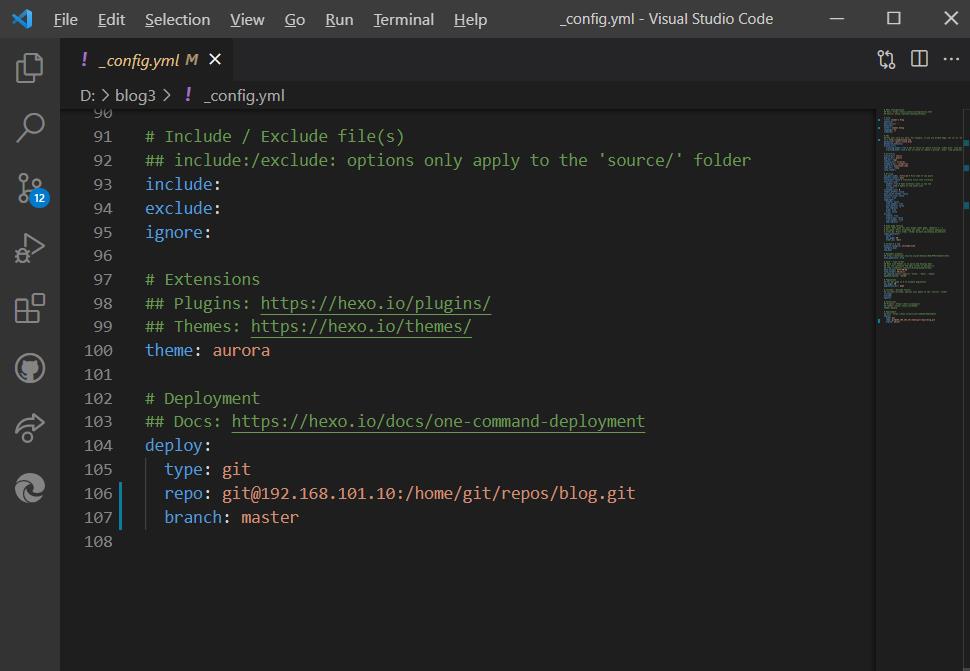 File Edit Selection View Go Run Terminal Help _config.yml - Visual Studio Code
! _config.yml M
D: > blog3 > ! _config.yml
90
91 # Include / Exclude file(s)
92 ## include:/exclude: options only apply to the 'source/' folder
93 include:
94 exclude:
95 ignore:
96
97 # Extensions
98 ## Plugins: https://hexo.io/plugins/
99 ## Themes: https://hexo.io/themes/
100 theme: aurora
101
102 # Deployment
103 ## Docs: https://hexo.io/docs/one-command-deployment
104 deploy:
105 type: git
106 repo: git@192.168.101.10:/home/git/repos/blog.git
107 branch: master
108
12